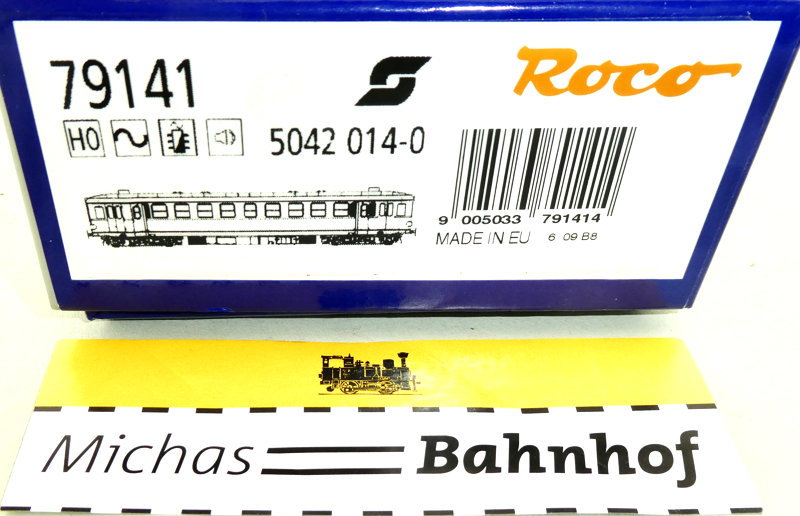 79141
Roco
H0
5042 014-0
9 005033 791414
MADE IN EU 6 09 B8
Michas Bahnhof